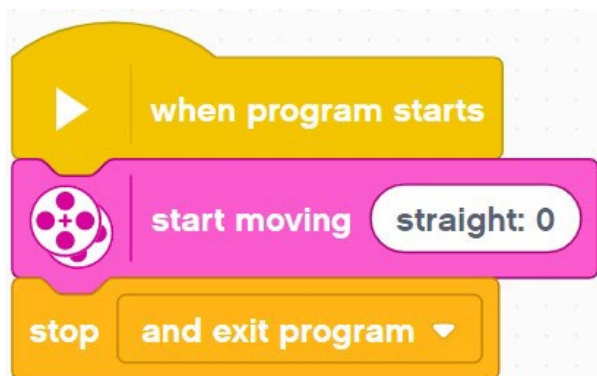 when program starts
start moving straight: 0
stop and exit program